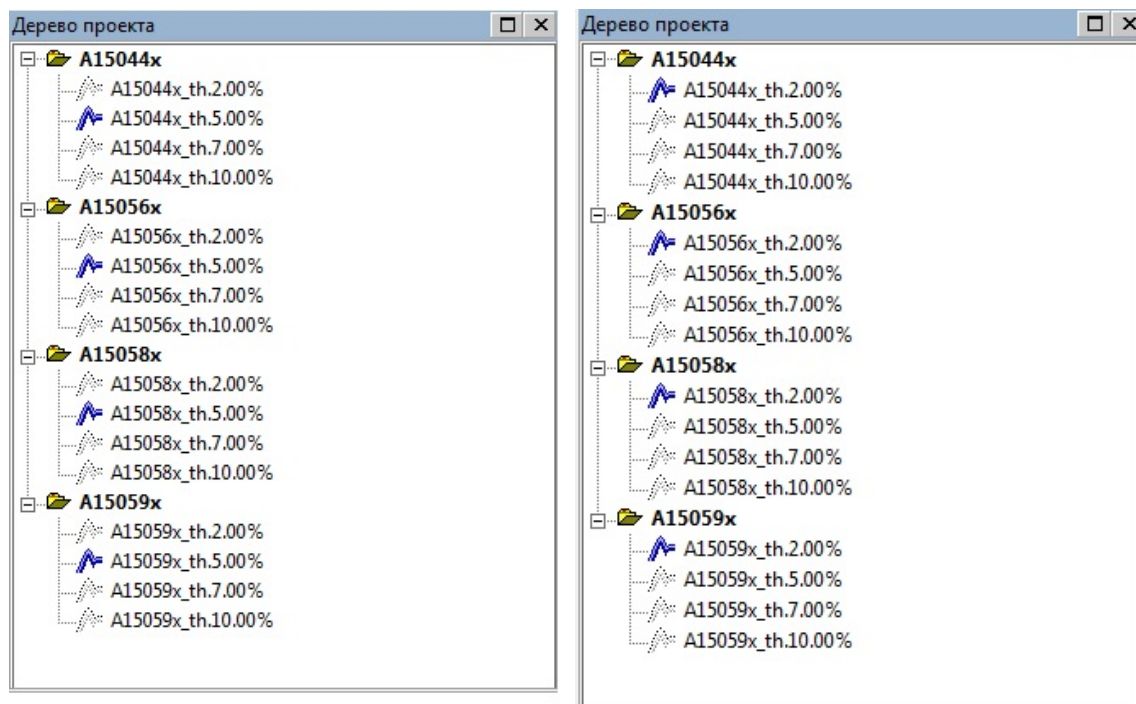 Дерево проекта
A15044x
A15044x_th.2.00%
A15044x_th.5.00%
A15044x_th.7.00%
A15044x_th.10.00%
A15056x
A15056x_th.2.00%
A15056x_th.5.00%
A15056x_th.7.00%
A15056x_th.10.00%
A15058x
A15058x_th.2.00%
A15058x_th.5.00%
A15058x_th.7.00%
A15058x_th.10.00%
A15059x
A15059x_th.2.00%
A15059x_th.5.00%
A15059x_th.7.00%
A15059x_th.10.00%
Дерево проекта
A15044x
A15044x_th.2.00%
A15044x_th.5.00%
A15044x_th.7.00%
A15044x_th.10.00%
A15056x
A15056x_th.2.00%
A15056x_th.5.00%
A15056x_th.7.00%
A15056x_th.10.00%
A15058x
A15058x_th.2.00%
A15058x_th.5.00%
A15058x_th.7.00%
A15058x_th.10.00%
A15059x
A15059x_th.2.00%
A15059x_th.5.00%
A15059x_th.7.00%
A15059x_th.10.00%